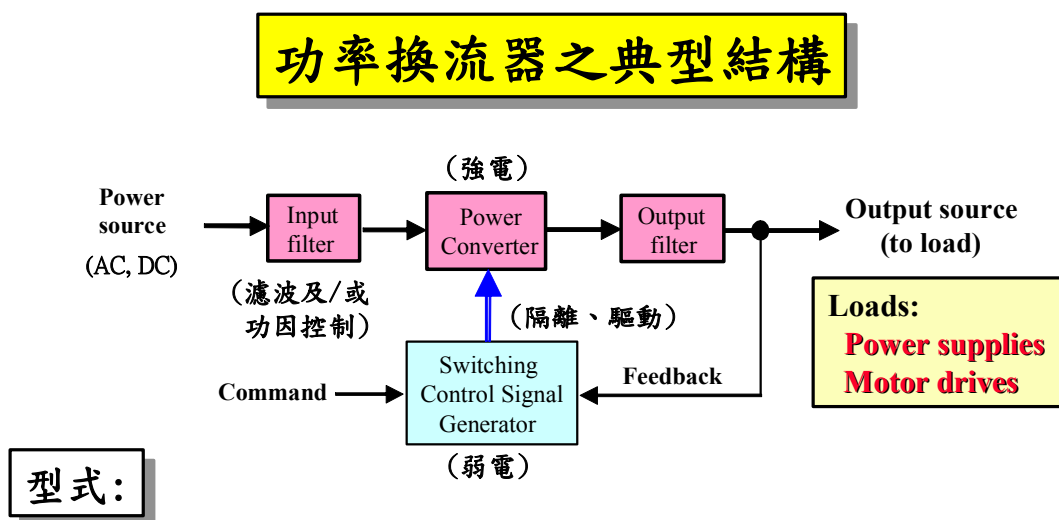 功率換流器之典型結構
(強電)
Power
source
(AC, DC)
Input
filter
Power
Converter
Output
filter
Output source
(to load)
(濾波及/或
功因控制)
(隔離、驅動)
Loads:
Power supplies
Motor drives
Command
Switching
Control Signal
Generator
Feedback
(弱電)
型式: